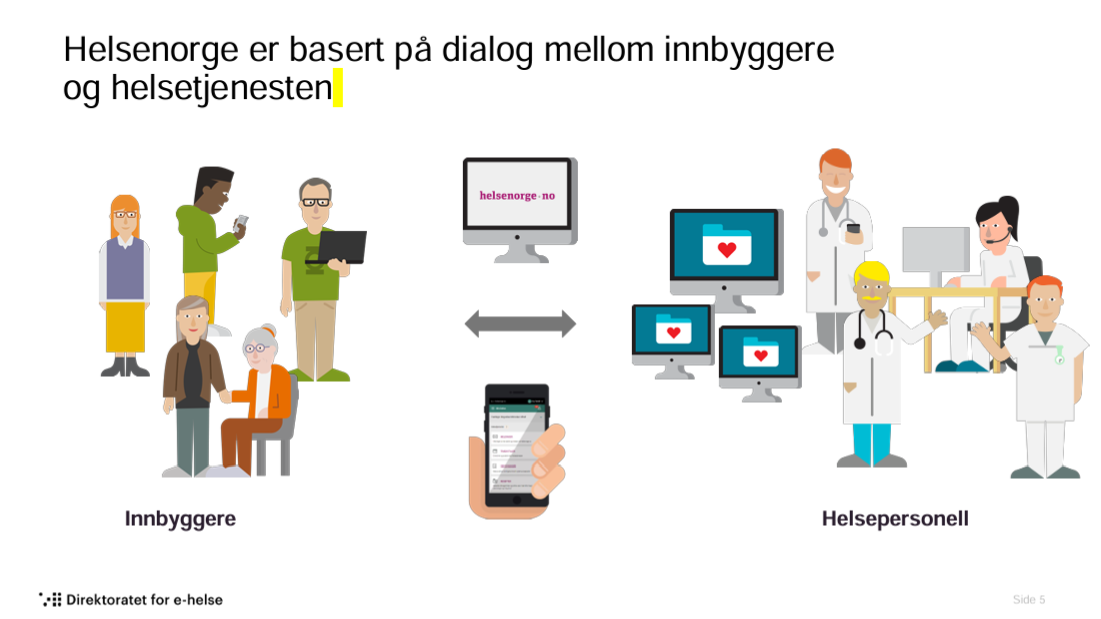 Helsenorge er basert på dialog mellom innbyggere
og helsetjenesten
helsenorge.no
Innbyggere
Helsepersonell
Direktoratet for e-helse
Side 5